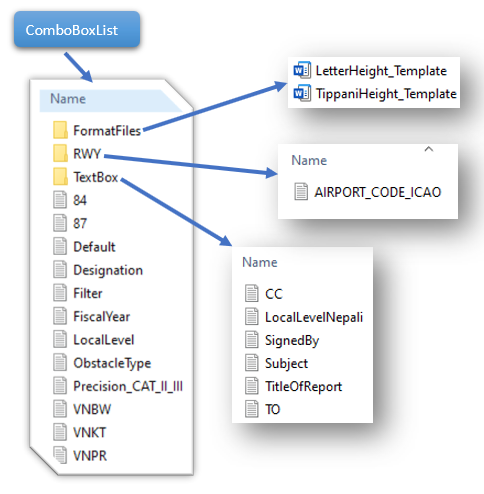 ComboBoxList
Name
FormatFiles
RWY
TextBox
84
87
Default
Designation
Filter
FiscalYear
LocalLevel
ObstacleType
Precision_CAT_II_III
VNBW
VNKT
VNPR
LetterHeight_Template
TippaniHeight_Template
Name
AIRPORT_CODE_ICAO
Name
CC
LocalLevelNepali
SignedBy
Subject
TitleOfReport
TO